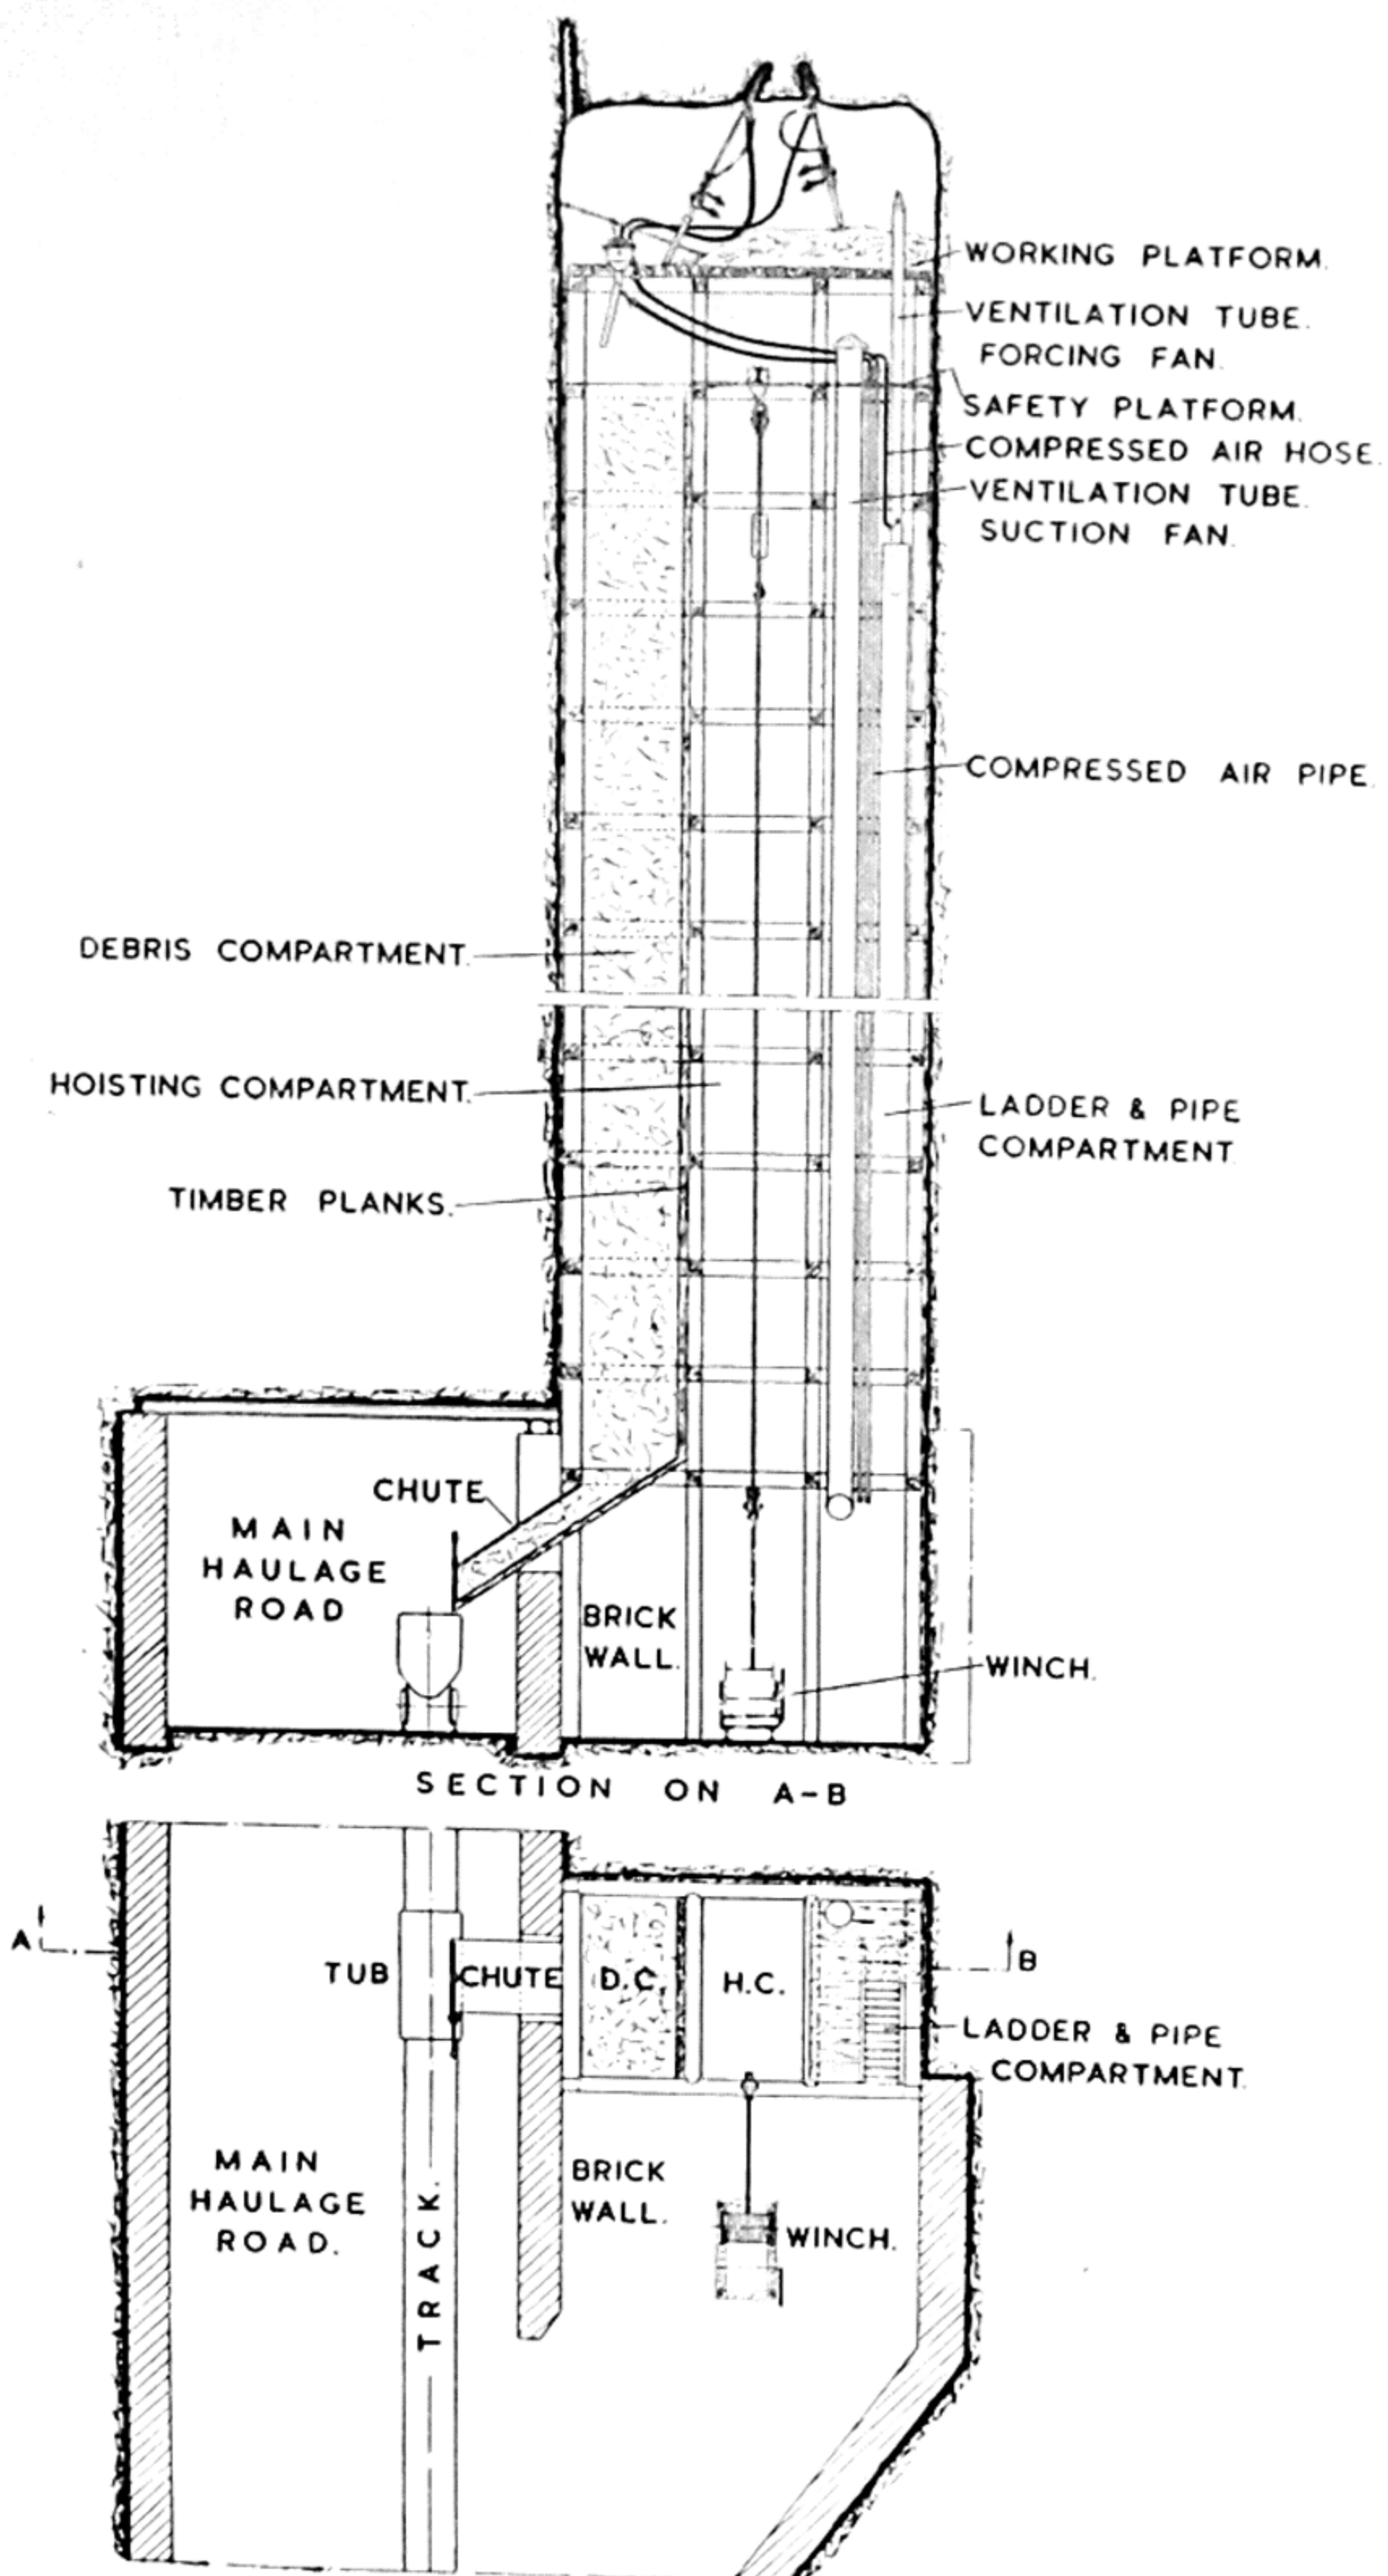 WORKING PLATFORM.
VENTILATION TUBE.
FORCING FAN.
SAFETY PLATFORM.
COMPRESSED AIR HOSE.
VENTILATION TUBE.
SUCTION FAN.
COMPRESSED AIR PIPE.
DEBRIS COMPARTMENT.
HOISTING COMPARTMENT.
LADDER & PIPE
COMPARTMENT.
TIMBER PLANKS.
CHUTE
MAIN
HAULAGE
ROAD
BRICK
WALL.
WINCH.
SECTION ON A-B
A
B
TUB
CHUTE
D.C.
H.C.
LADDER & PIPE
COMPARTMENT.
MAIN
HAULAGE
ROAD.
TRACK.
BRICK
WALL.
WINCH.